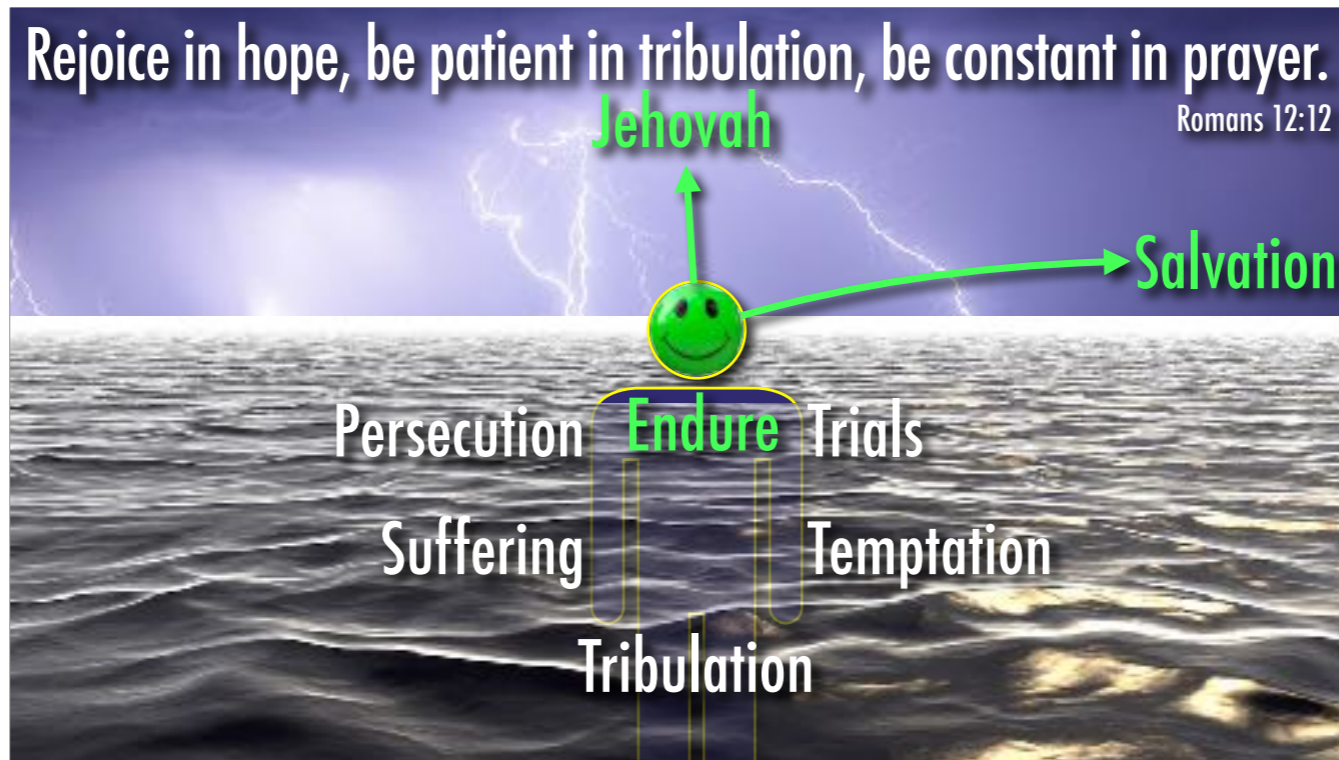 Rejoice in hope, be patient in tribulation, be constant in prayer.
Romans 12:12
Jehovah
Salvation
Persecution Endure Trials
Suffering Temptation
Tribulation